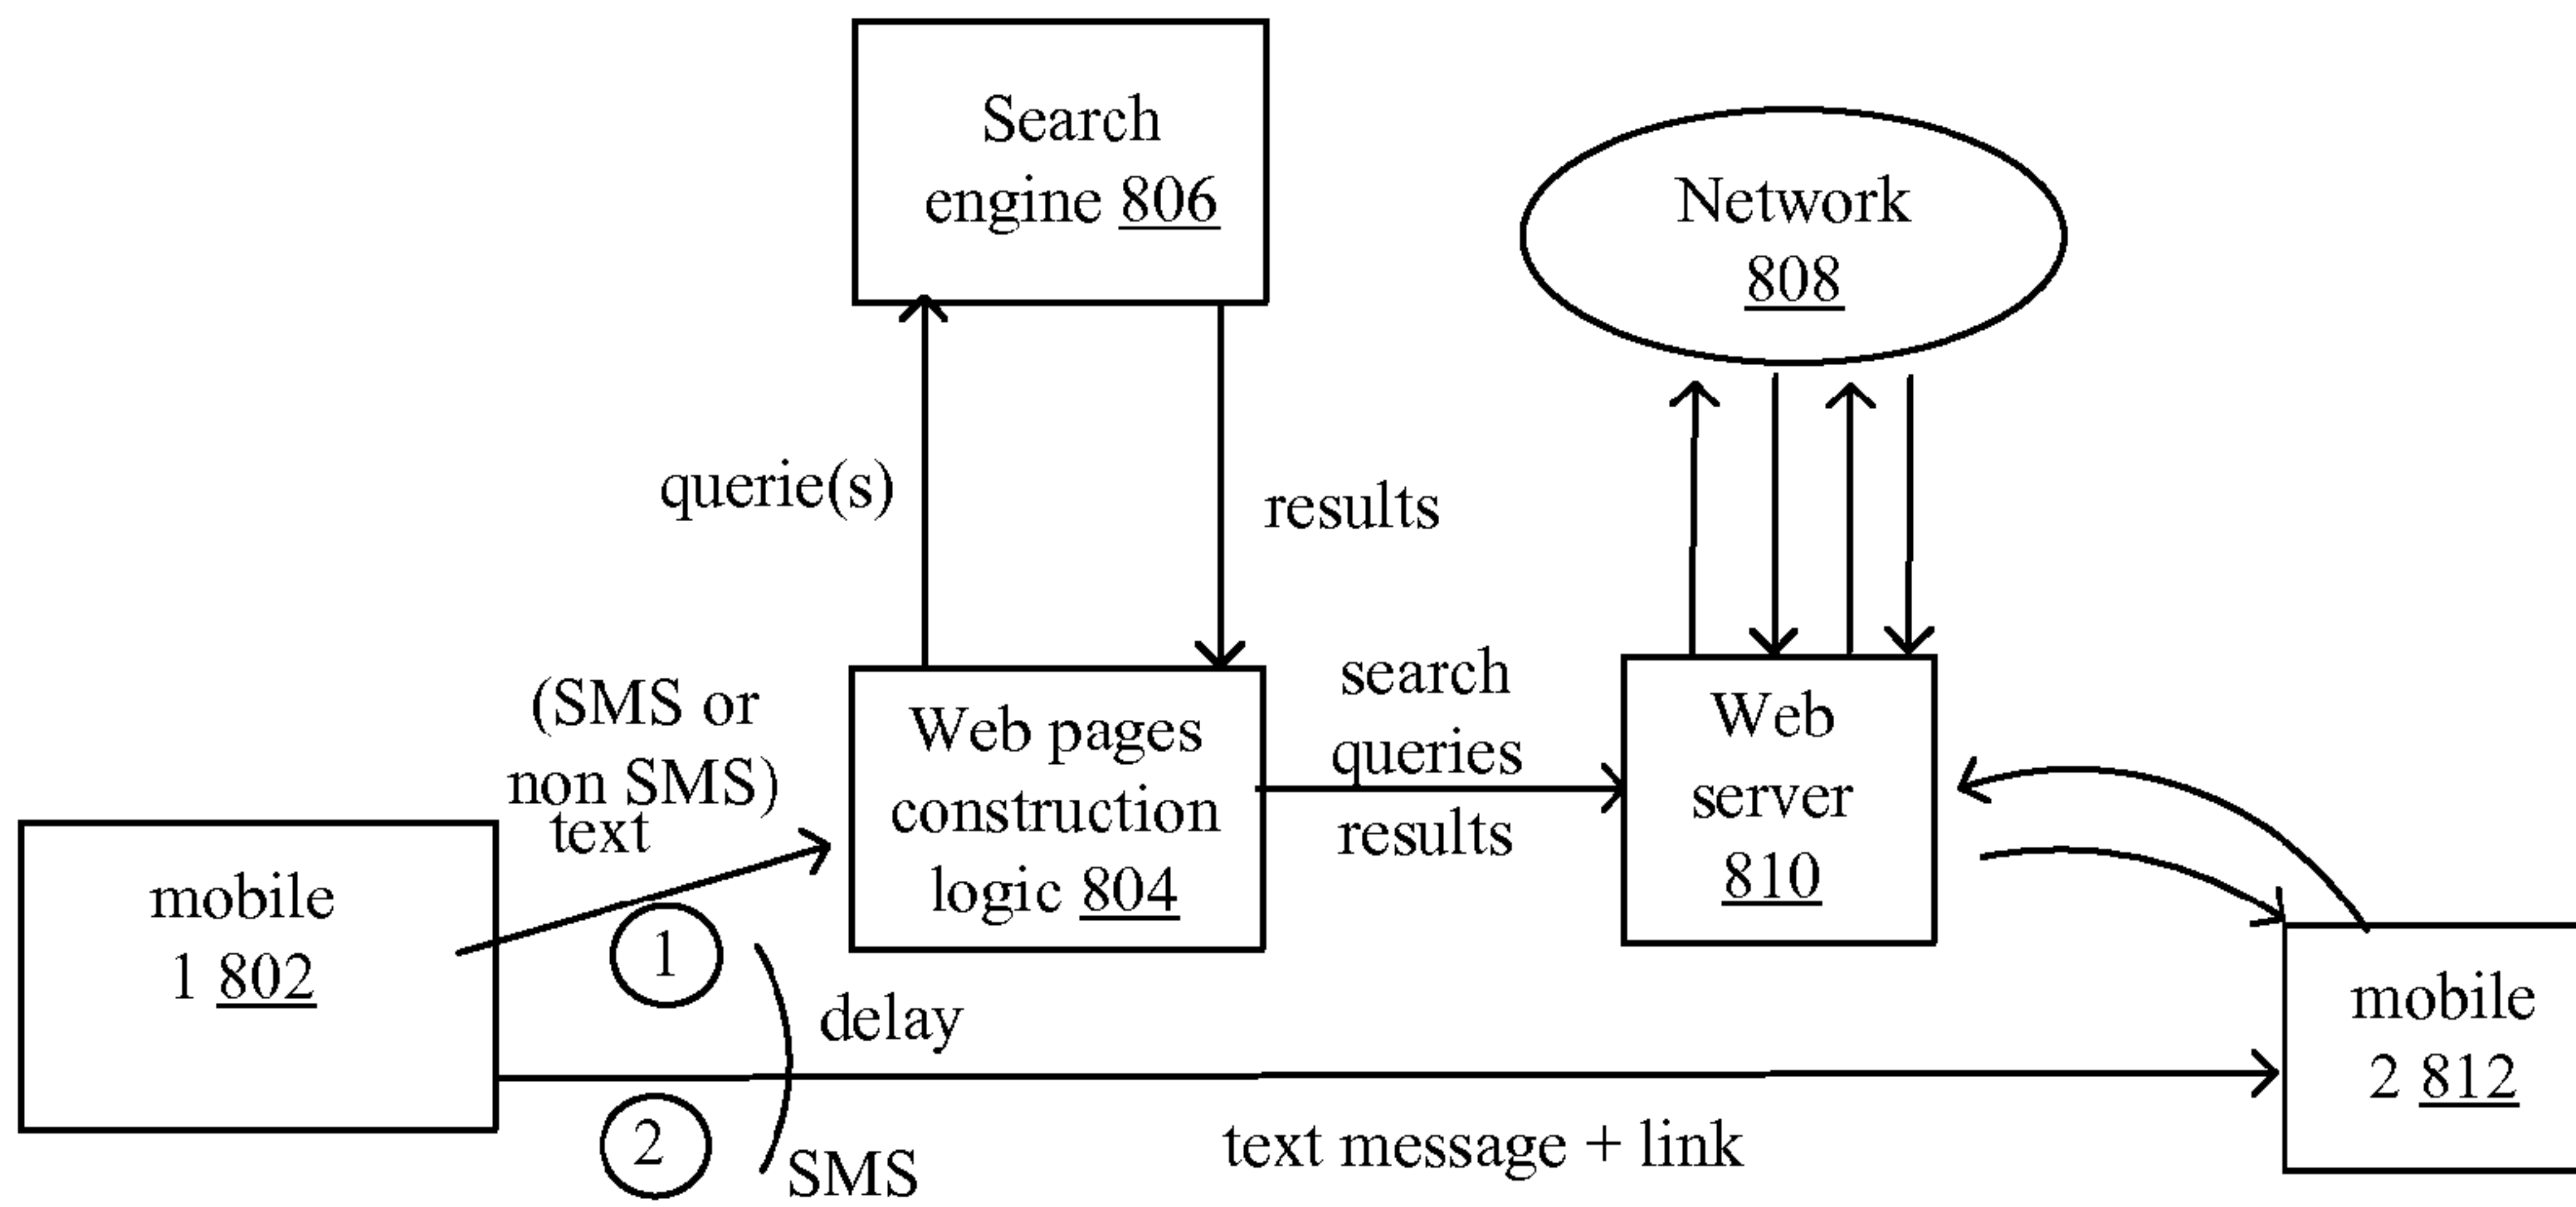 Search
engine 806
Network
808
querie(s)
results
(SMS or
non SMS)
text
Web pages
construction
logic 804
search
queries
results
Web
server
810
mobile
1 802
1
delay
mobile
2 812
2
SMS
text message + link